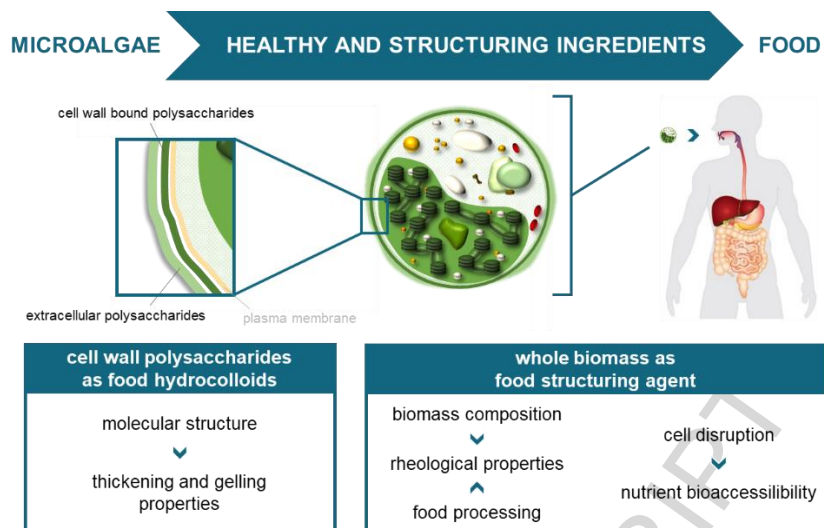 MICROALGAE
HEALTHY AND STRUCTURING INGREDIENTS
FOOD
cell wall bound polysaccharides
extracellular polysaccharides
plasma membrane
cell wall polysaccharides
as food hydrocolloids
molecular structure
thickening and gelling
properties
whole biomass as
food structuring agent
biomass composition
rheological properties
food processing
cell disruption
nutrient bioaccessilibility
RIPT